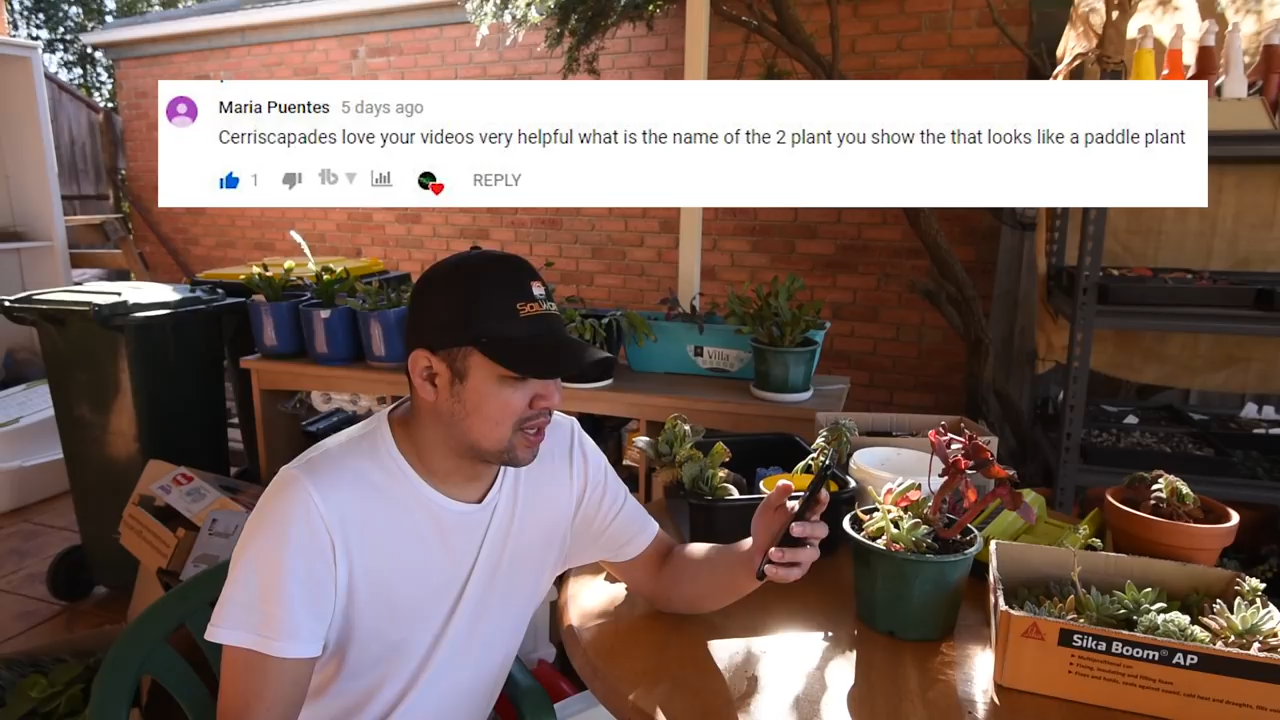 Maria Puentes 5 days ago
Cerriscapades love your videos very helpful what is the name of the 2 plant you show the that looks like a paddle plant
1
REPLY
Villa
Sika Boom® AP